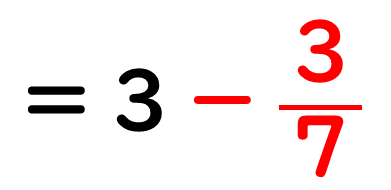 = 3 - 3/7